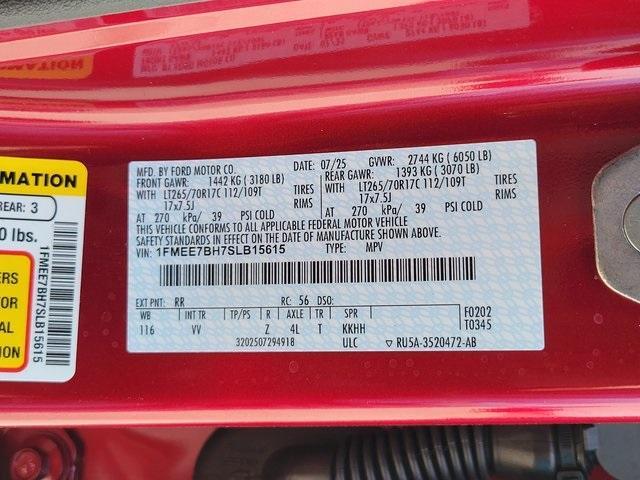 MFD. BY FORD MOTOR CO.
07/25
GVWR: 2744 KG ( 6050 LB)
FRONT GAWR: 1442 KG ( 3180 LB)
WITH LT265/70R17C 112/109T TIRES
17x7.5J RIMS
AT 270 kPa/ 39 PSI COLD
REAR GAWR: 1393 KG ( 3070 LB)
WITH LT265/70R17C 112/109T TIRES
17x7.5J RIMS
AT 270 kPa/ 39 PSI COLD
THIS VEHICLE CONFORMS TO ALL APPLICABLE FEDERAL MOTOR VEHICLE
SAFETY STANDARDS IN EFFECT ON THE DATE OF MANUFACTURE SHOWN ABOVE.
VIN: 1FMEE7BH7SLB15615
TYPE: MPV
EXT PNT: RR RC: 56 DSO:
WB INT TR TP/PS R AXLE TR SPR
116 VV Z 4L T KKHH
F0202
T0345
3202507294918 ULC
RU5A-3520472-AB
MATION
REAR: 3
0 lbs.
1FMEE7BH7SLB15615
ERS
TOR
AL
ION